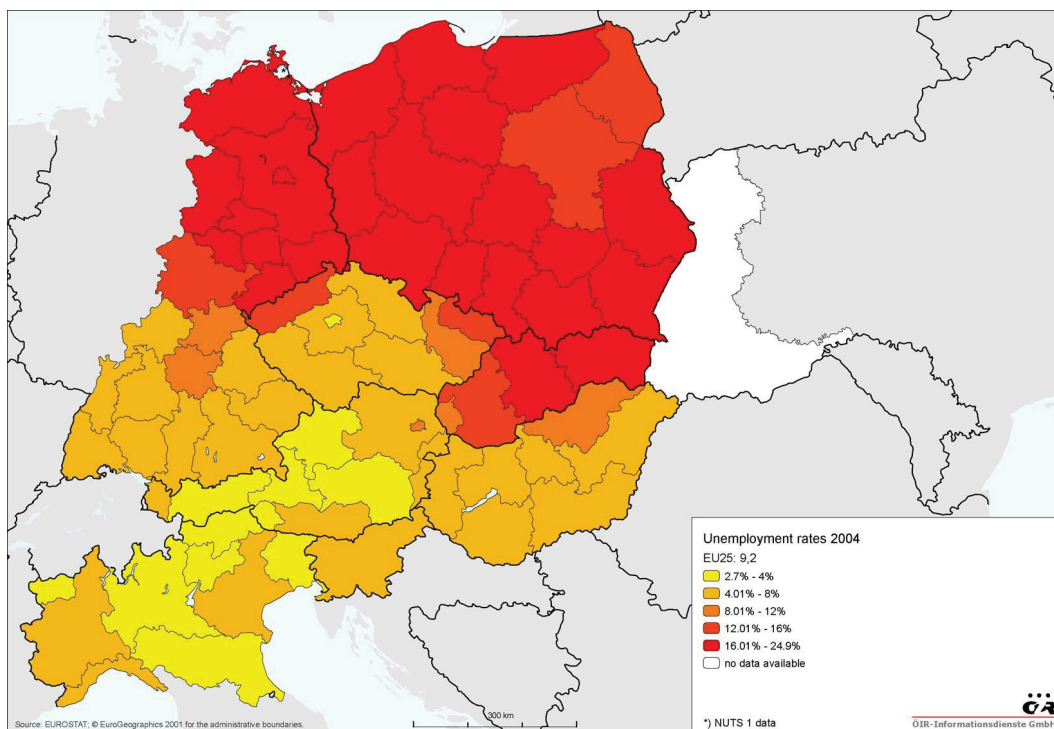 Unemployment rates 2004
EU25: 9,2
2.7% - 4%
4.01% - 8%
8.01% - 12%
12.01% - 16%
16.01% - 24.9%
no data available
*) NUTS 1 data
ÖIR
ÖIR-Informationsdienste GmbH
300 km
Source: EUROSTAT; © EuroGeographics 2001 for the administrative boundaries.